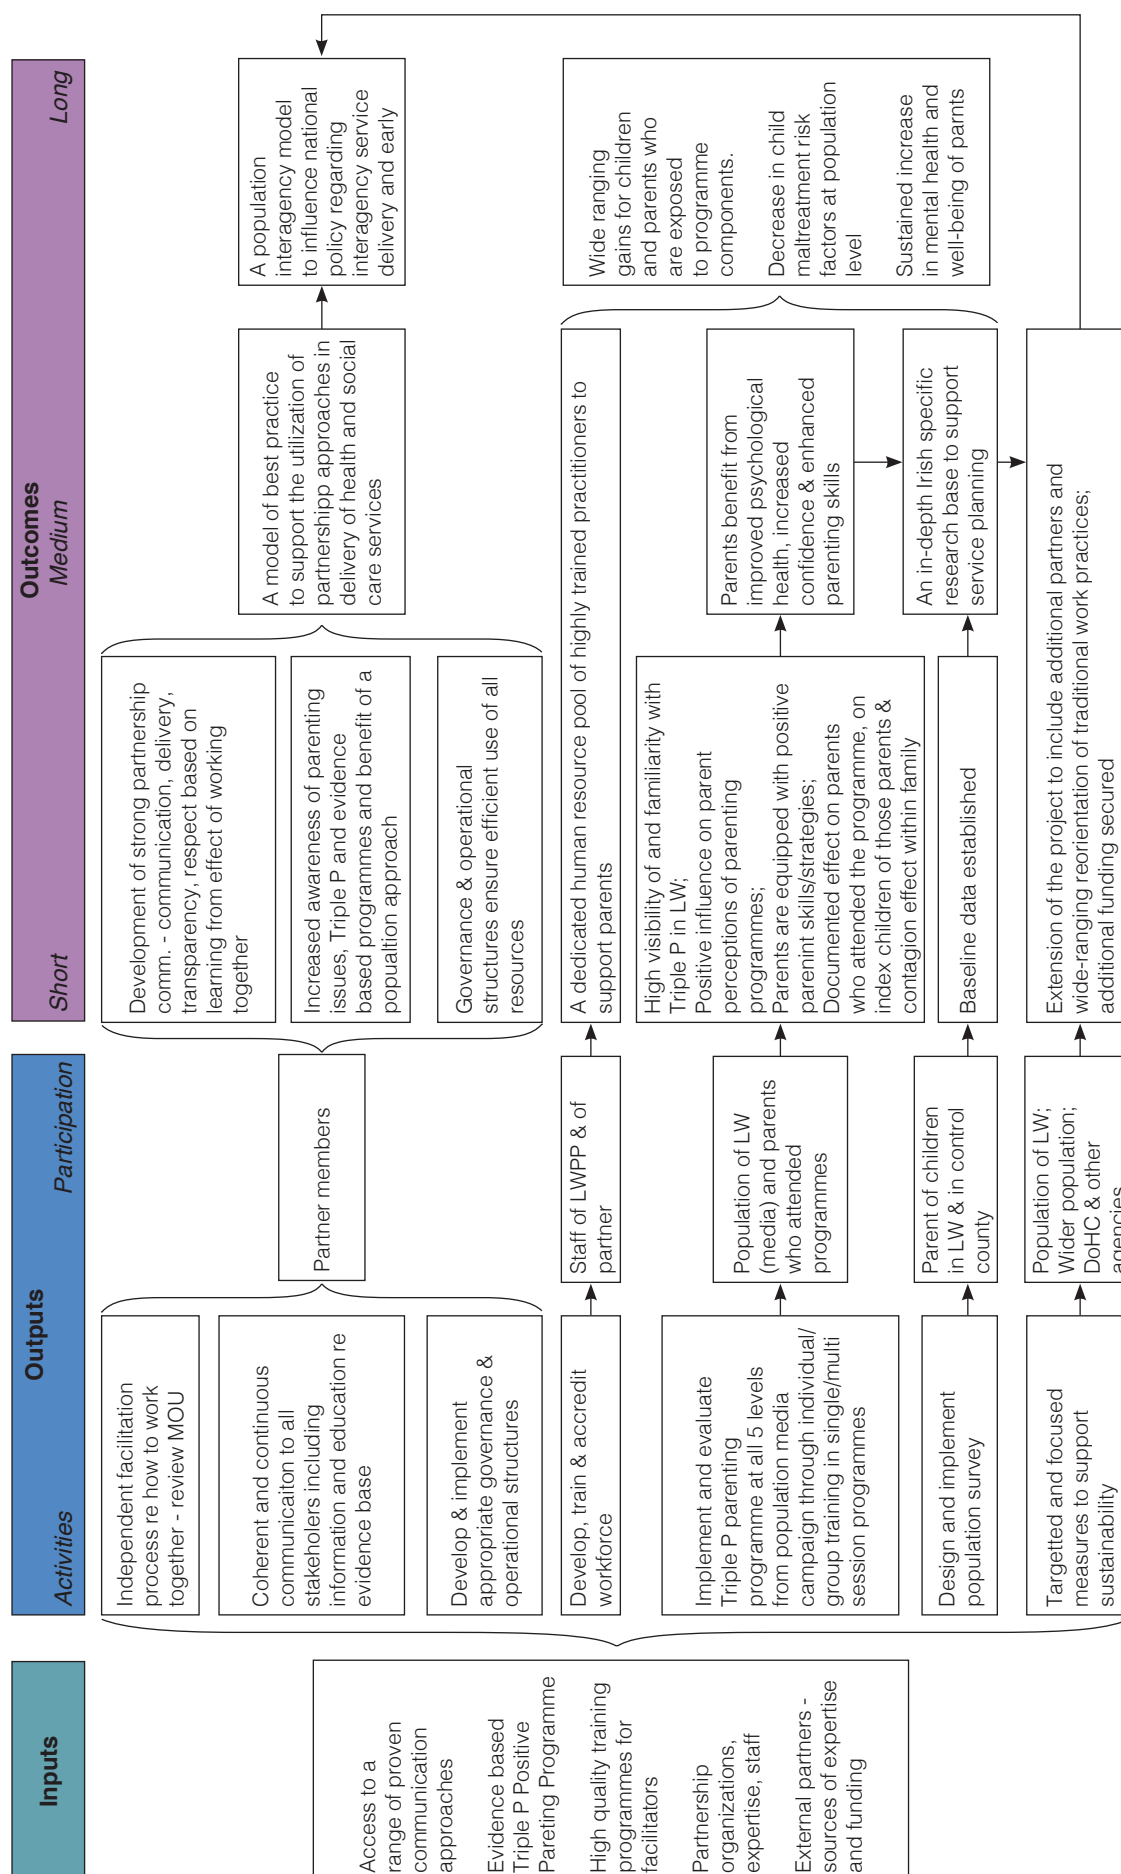 Inputs
Outputs
Outcomes
Activities
Participation
Short
Medium
Long
Access to a
range of proven
communication
approaches
Evidence based
Triple P Positive
Pareting Programme
High quality training
programmes for
facilitators
Partnership
organizations,
expertise, staff
External partners -
sources of expertise
and funding
Independent facilitation
process re how to work
together - review MOU
Coherent and continuous
communicaiton to all
stakeholers including
information and education re
evidence base
Develop & implement
appropriate governance &
operational structures
Develop, train & accredit
workforce
Implement and evaluate
Triple P parenting
programme at all 5 levels
from population media
campaign through individual/
group training in single/multi
session programmes
Design and implement
population survey
Targetted and focused
measures to support
sustainability
Partner members
Staff of LWPP & of
partner
Population of LW
(media) and parents
who attended
programmes
Parent of children
in LW & in control
county
Population of LW;
Wider population;
DoHC & other
agencies
Development of strong partnership
comm. - communication, delivery,
transparency, respect based on
learning from effect of working
together
Increased awareness of parenting
issues, Triple P and evidence
based programmes and benefit of a
popualtion approach
Governance & operational
structures ensure efficient use of all
resources
A dedicated human resource pool of highly trained practitioners to
support parents
High visibility of and familiarity with
Triple P in LW;
Positive influence on parent
perceptions of parenting
programmes;
Parents are equipped with positive
parenint skills/strategies;
Documented effect on parents
who attended the programme, on
index children of those parents &
contagion effect within family
Baseline data established
Extension of the project to include additional partners and
wide-ranging reorientation of traditional work practices;
additional funding secured
A model of best practice
to support the utilization of
partnershipp approaches in
delivery of health and social
care services
Parents benefit from
improved psychological
health, increased
confidence & enhanced
parenting skills
An in-depth Irish specific
research base to support
service planning
A population
interagency model
to influence national
policy regarding
interagency service
delivery and early
Wide ranging
gains for children
and parents who
are exposed
to programme
components.
Decrease in child
maltreatment risk
factors at population
level
Sustained increase
in mental health and
well-being of parnts